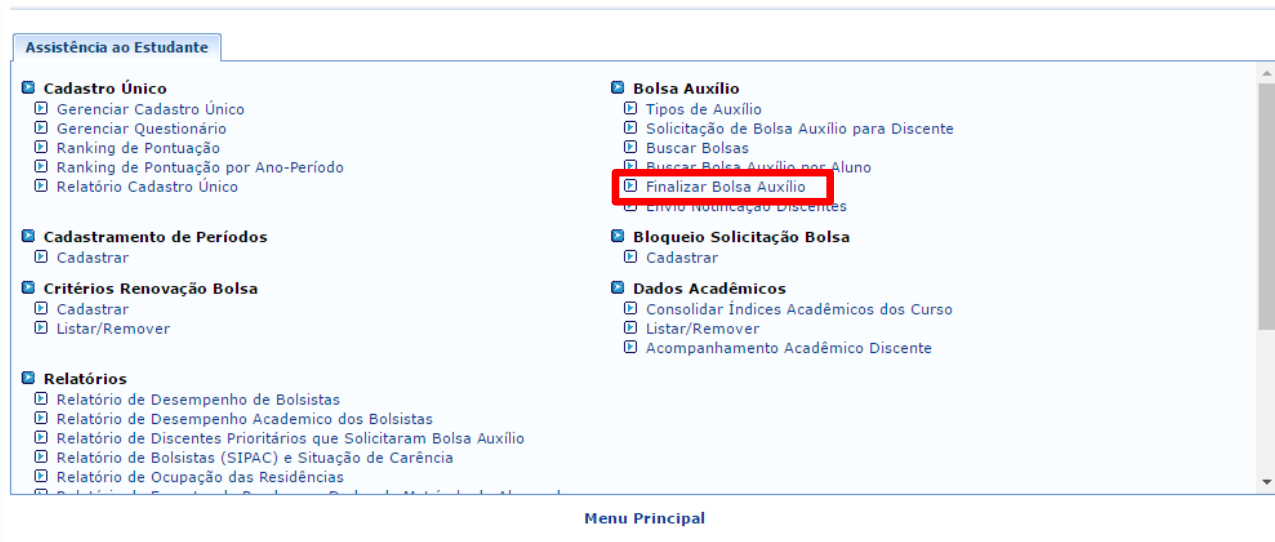 Assistência ao Estudante
Cadastro Único
Gerenciar Cadastro Único
Gerenciar Questionário
Ranking de Pontuação
Ranking de Pontuação por Ano-Período
Relatório Cadastro Único
Bolsa Auxílio
Tipos de Auxílio
Solicitação de Bolsa Auxílio para Discente
Buscar Bolsas
Buscar Bolsa Auxílio por Aluno
Finalizar Bolsa Auxílio
Envio Notificação Discentes
Cadastramento de Períodos
Cadastrar
Bloqueio Solicitação Bolsa
Cadastrar
Critérios Renovação Bolsa
Cadastrar
Listar/Remover
Dados Acadêmicos
Consolidar Índices Acadêmicos dos Curso
Listar/Remover
Acompanhamento Acadêmico Discente
Relatórios
Relatório de Desempenho de Bolsistas
Relatório de Desempenho Academico dos Bolsistas
Relatório de Discentes Prioritários que Solicitaram Bolsa Auxílio
Relatório de Bolsistas (SIPAC) e Situação de Carência
Relatório de Ocupação das Residências
Menu Principal